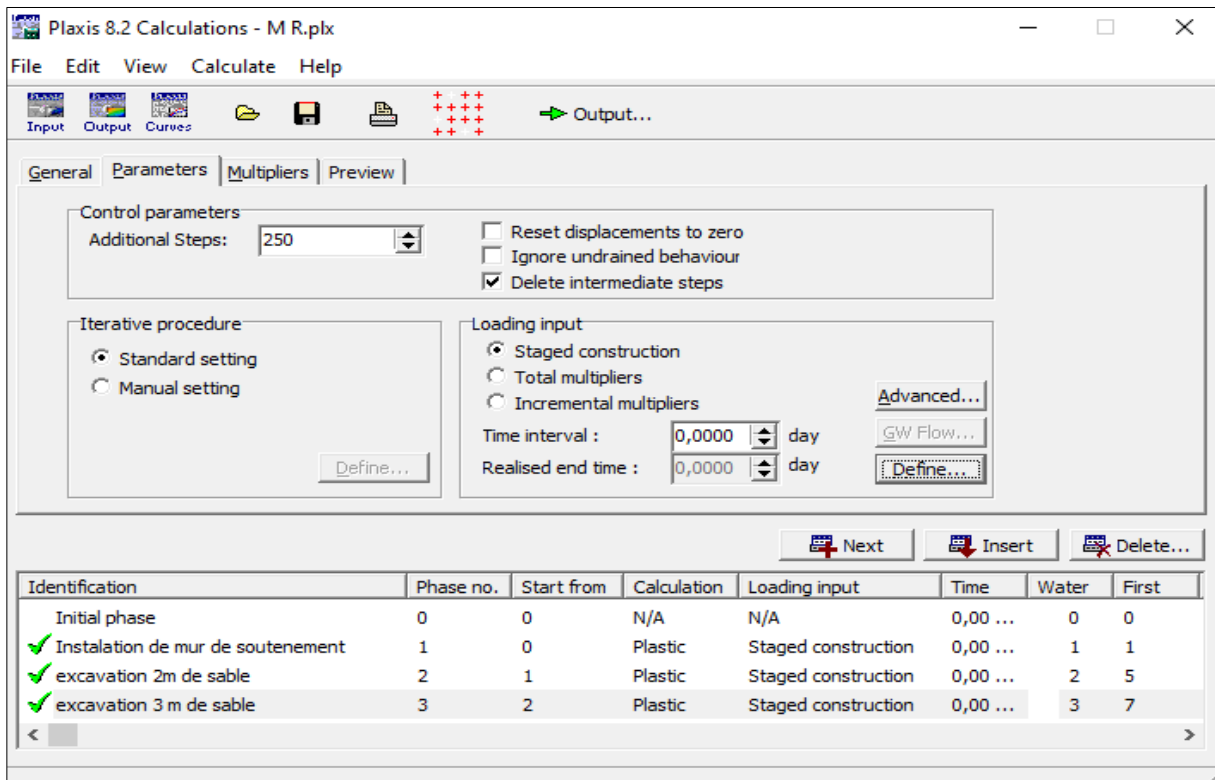 Plaxis 8.2 Calculations - M R.plx
File Edit View Calculate Help
Input Output Curves Output...
General Parameters Multipliers Preview
Control parameters
Additional Steps: 250
Reset displacements to zero
Ignore undrained behaviour
Delete intermediate steps
Iterative procedure
Standard setting
Manual setting
Define...
Loading input
Staged construction
Total multipliers
Incremental multipliers
Advanced...
Time interval : 0,0000 day GW Flow...
Realised end time : 0,0000 day Define...
Next Insert Delete...
Identification Phase no. Start from Calculation Loading input Time Water First
Initial phase 0 0 N/A N/A 0,00 ... 0 0
Instalation de mur de soutenement 1 0 Plastic Staged construction 0,00 ... 1 1
excavation 2m de sable 2 1 Plastic Staged construction 0,00 ... 2 5
excavation 3 m de sable 3 2 Plastic Staged construction 0,00 ... 3 7